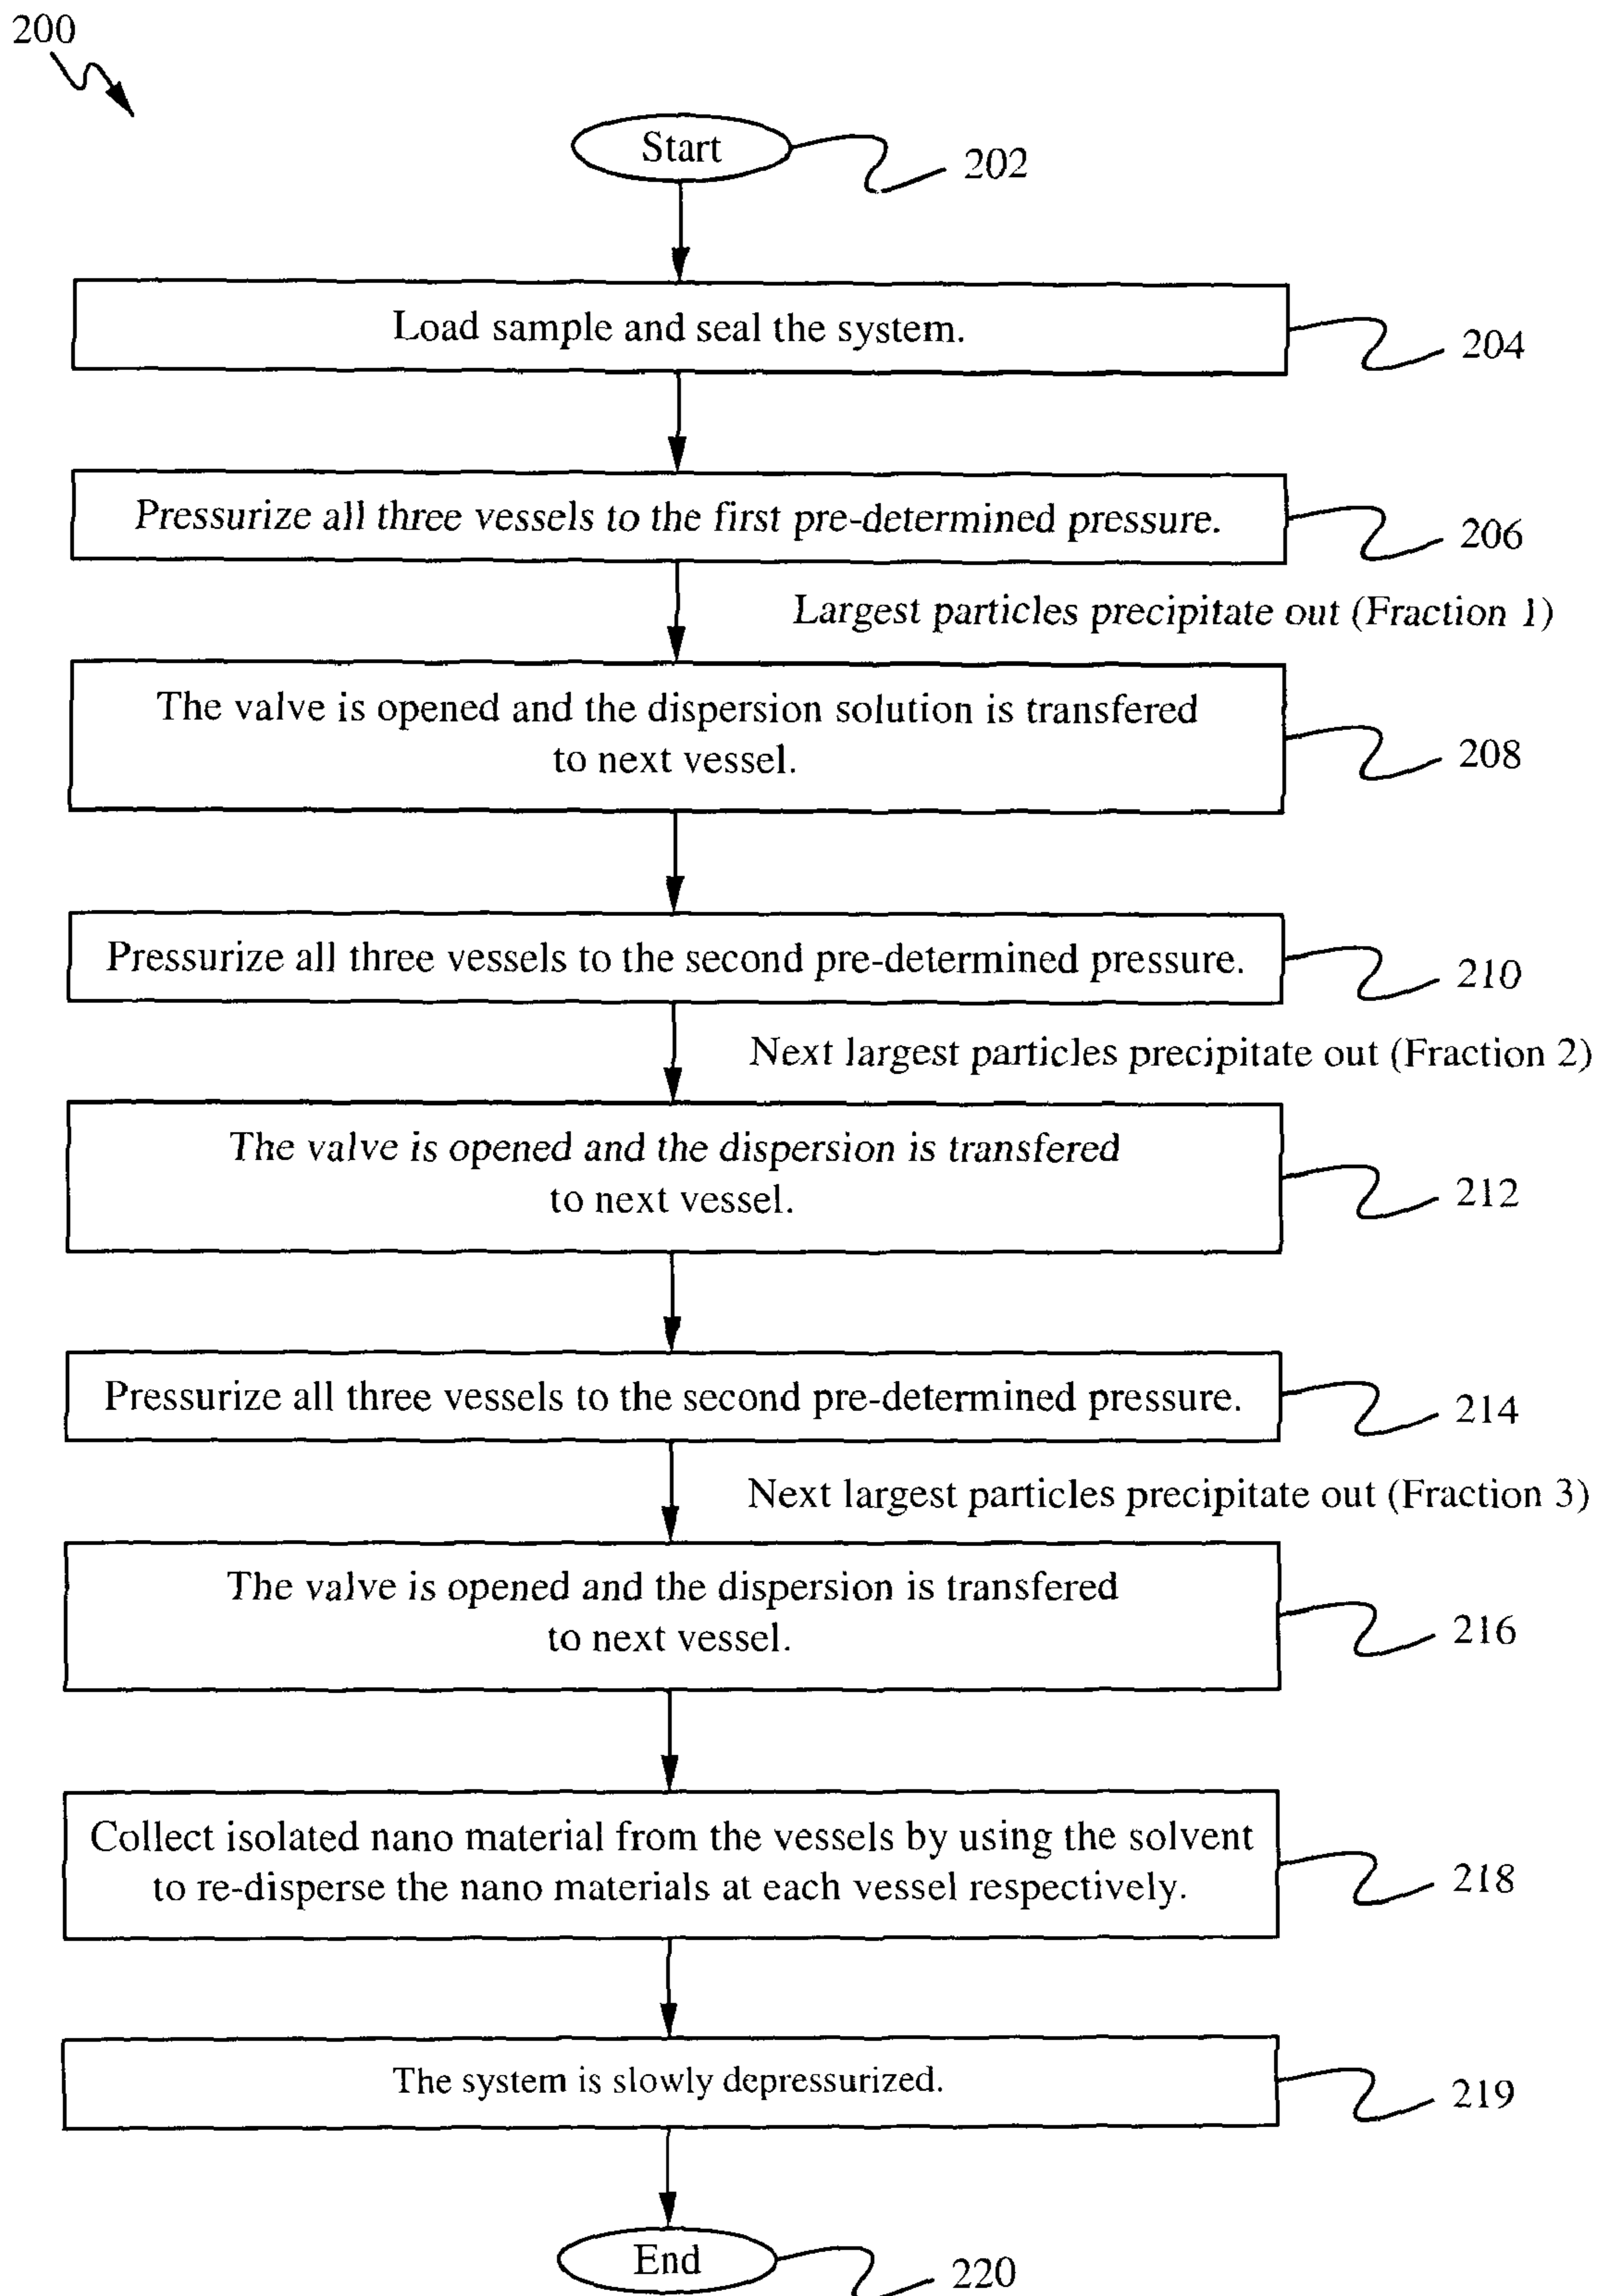 200
Start
202
Load sample and seal the system.
204
Pressurize all three vessels to the first pre-determined pressure.
206
Largest particles precipitate out (Fraction 1)
The valve is opened and the dispersion solution is transfered
to next vessel.
208
Pressurize all three vessels to the second pre-determined pressure.
210
Next largest particles precipitate out (Fraction 2)
The valve is opened and the dispersion is transfered
to next vessel.
212
Pressurize all three vessels to the second pre-determined pressure.
214
Next largest particles precipitate out (Fraction 3)
The valve is opened and the dispersion is transfered
to next vessel.
216
Collect isolated nano material from the vessels by using the solvent
to re-disperse the nano materials at each vessel respectively.
218
The system is slowly depressurized.
219
End
220